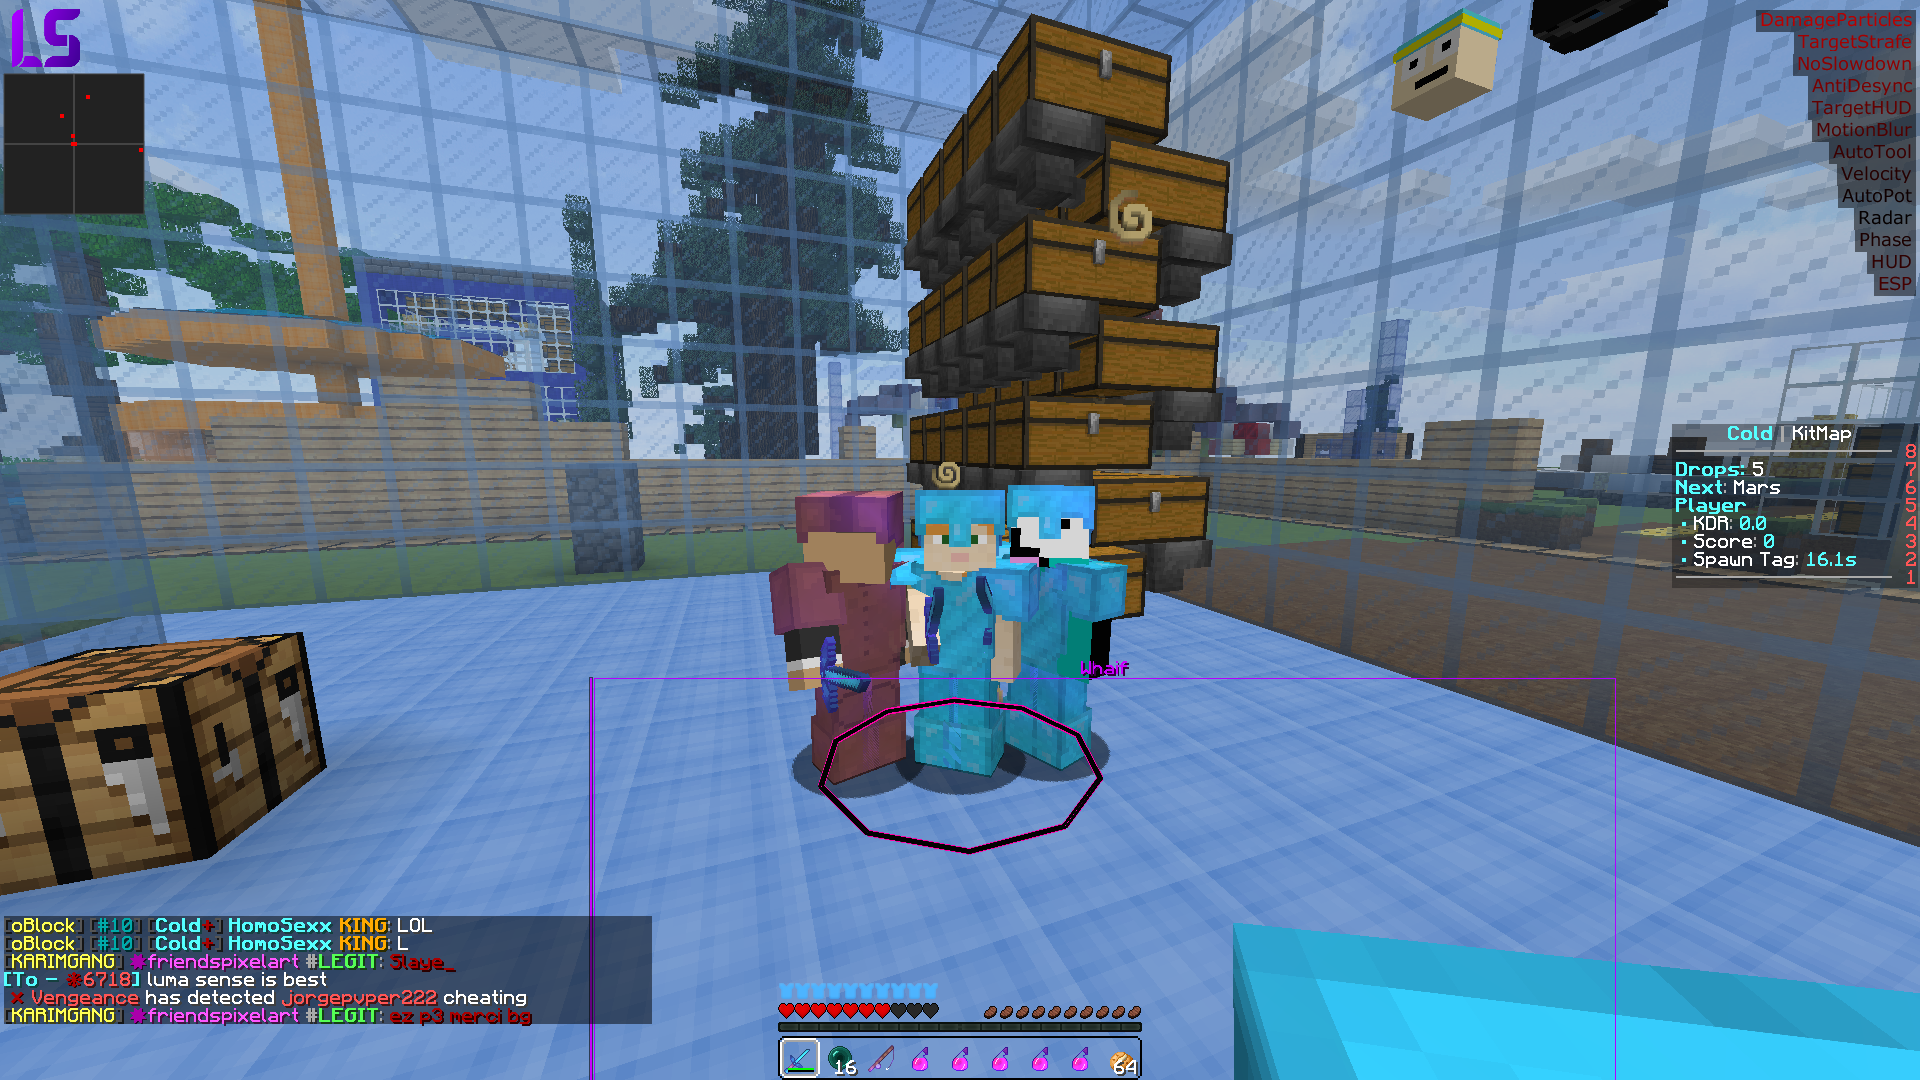 LS
DamageParticles
TargetStrafe
NoSlowdown
AntiDesync
TargetHUD
MotionBlur
AutoTool
Velocity
AutoPot
Radar
Phase
HUD
ESP
Cold | KitMap
8
Drops: 5 7
Next: Mars 6
Player 5
• KDR: 0.0 4
• Score: 0 3
• Spawn Tag: 16.1s 2
1
Whaif
[oBlock] [#10] [Cold+] HomoSexx KING: LOL
[oBlock] [#10] [Cold+] HomoSexx KING: L
[KARIMGANG] *friendspixelart #LEGIT: Slaye_
[To - *6718] luma sense is best
× Vengeance has detected jorgepvper222 cheating
[KARIMGANG] *friendspixelart #LEGIT: ez p3 merci bg
16
64